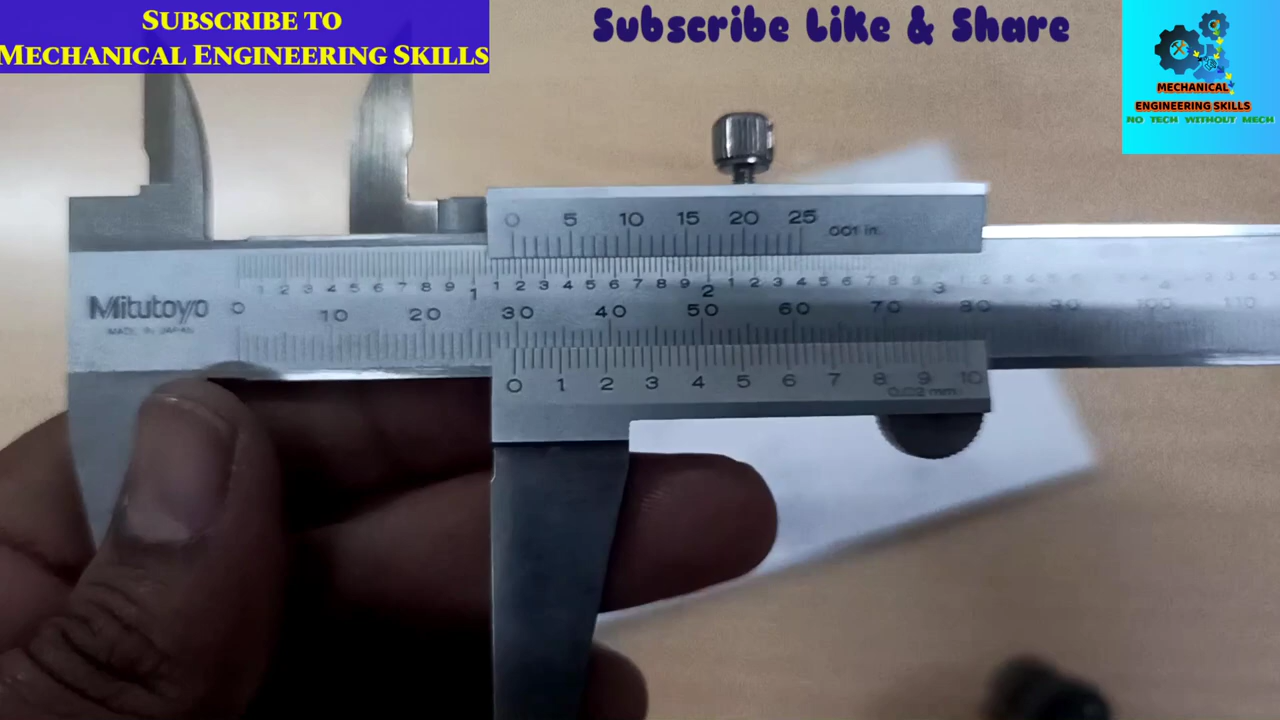 SUBSCRIBE TO
MECHANICAL ENGINEERING SKILLS
Subscribe Like & Share
MECHANICAL
ENGINEERING SKILLS
NO TECH WITHOUT MECH
0 5 10 15 20 25 .001 in.
1 2 3 4 5 6 7 8 9 1 1 2 3 4 5 6 7 8 9 2 1 2 3 4 5 6 7 8 9 3
Mitutoyo
MADE IN JAPAN
0 10 20 30 40 50 60 70 80 90 100 110
0 1 2 3 4 5 6 7 8 9 10